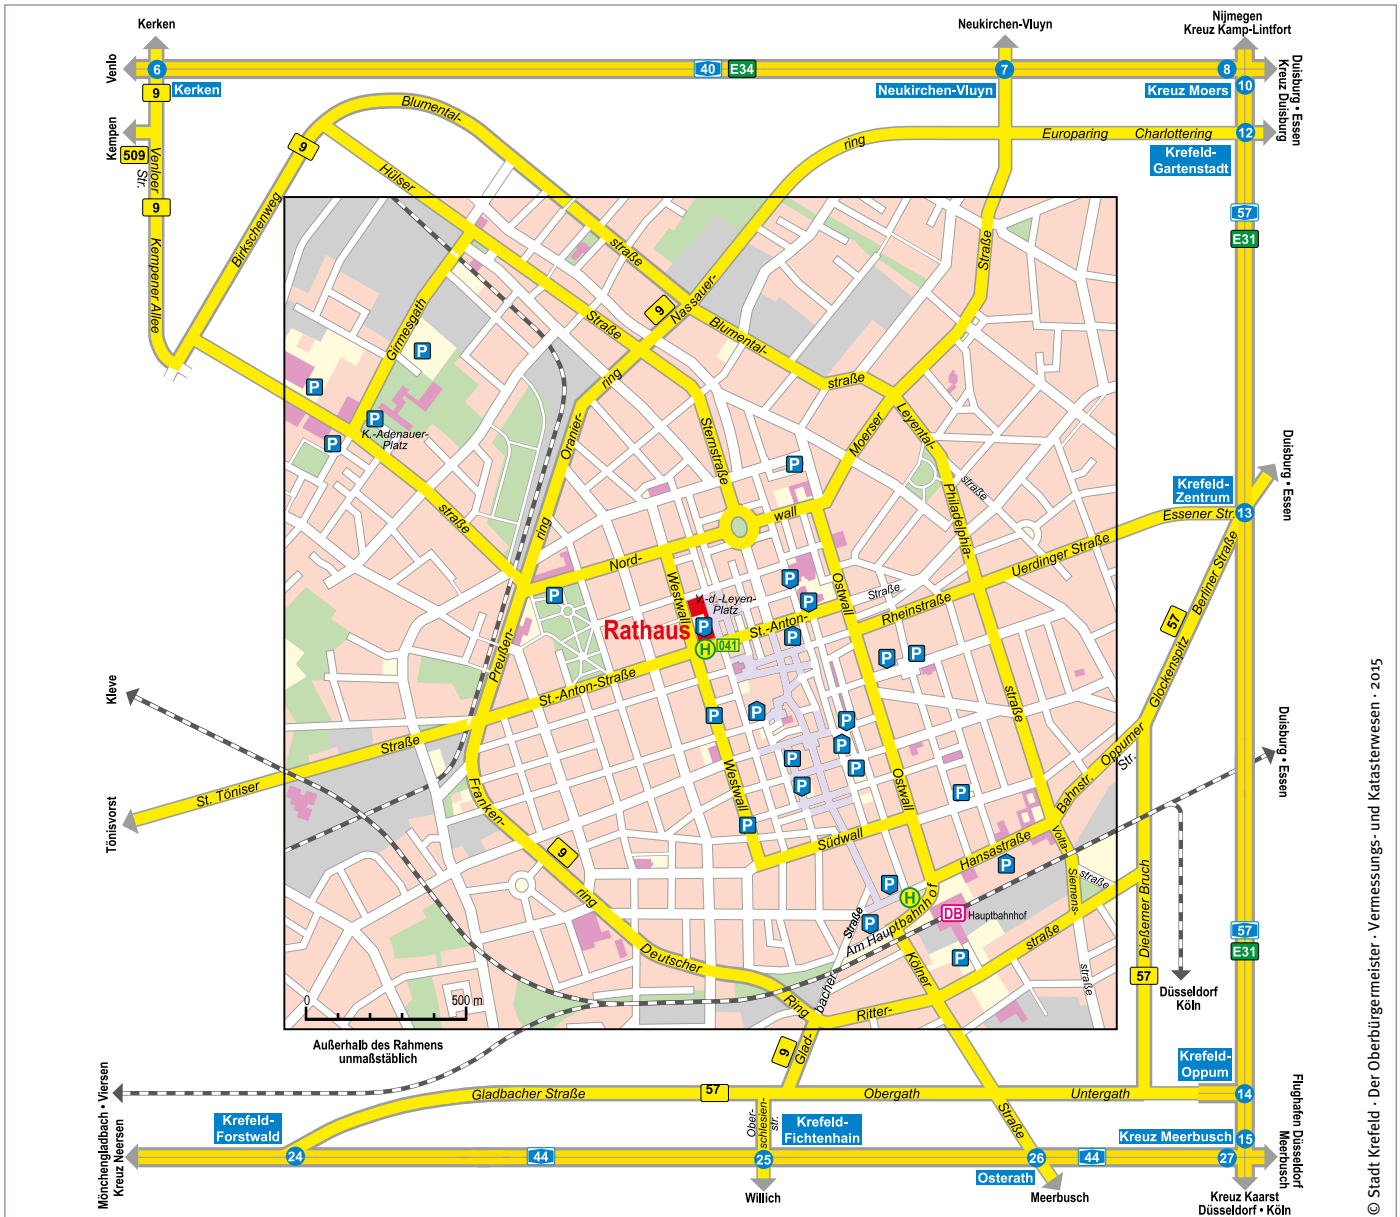 Kerken
Neukirchen-Vluyn
Nijmegen
Kreuz Kamp-Lintfort
Venlo
6
40
E34
7
8
Duisburg • Essen
Kreuz Duisburg
9
Kerken
Neukirchen-Vluyn
Kreuz Moers
10
Kempen
509
Venloer
Str.
9
Blumental-
ring
Europaring
Charlottering
12
Krefeld-
Gartenstadt
9
Hülser
Birkschenweg
Kempener Allee
57
E31
straße
Straße
Girmesgath
Straße
9
Nassauer-
Blumental-
straße
ring
P
P
P
P
K.-Adenauer-
Platz
Oranier-
Sternstraße
Moerser
Leyental-
straße
Philadelphia-
P
Duisburg • Essen
Krefeld-
Zentrum
13
Essener Str.
straße
ring
wall
Nord-
Uerdinger Straße
Berliner Straße
Westwall
Ostwall
Straße
Rheinstraße
P
P
P
V.-d.-Leyen-
Platz
P
Rathaus
H
041
St.-Anton-
P
57
Glockenspitz
Preußen-
St.-Anton-Straße
P
P
straße
Kleve
P
P
P
P
P
P
P
P
P
Straße
Westwall
Ostwall
Oppumer
Str.
Bahnstr.
Duisburg • Essen
St. Töniser
Tönisvorst
Franken-
9
ring
Südwall
Hansastraße
Volta-
Siemens-
straße
P
P
H
P
Straße
Am Hauptbahnhof
DB
Hauptbahnhof
P
Kölner
straße
straße
Dießemer Bruch
57
57
E31
Deutscher
Ring
bacher
Glad-
Ritter-
Düsseldorf
Köln
0
500 m
Außerhalb des Rahmens
unmaßstäblich
9
Krefeld-
Oppum
Mönchengladbach • Viersen
Kreuz Neersen
Gladbacher Straße
57
Obergath
Untergath
14
Flughafen Düsseldorf
Meerbusch
Krefeld-
Forstwald
Ober-
schlesien-
str.
Krefeld-
Fichtenhain
Straße
Kreuz Meerbusch
15
24
44
25
26
44
27
Osterath
Willich
Meerbusch
Kreuz Kaarst
Düsseldorf • Köln
© Stadt Krefeld · Der Oberbürgermeister · Vermessungs- und Katasterwesen · 2015